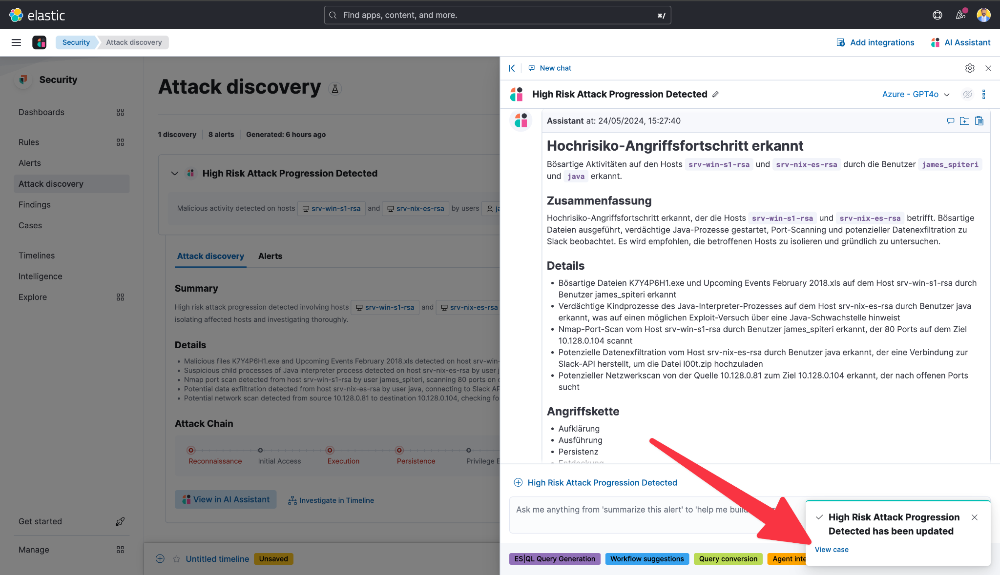 elastic
Find apps, content, and more.
⌘/
Security
Attack discovery
Add integrations
AI Assistant
Security
Dashboards
Rules
Alerts
Attack discovery
Findings
Cases
Timelines
Intelligence
Explore
Get started
Manage
Attack discovery
1 discovery
8 alerts
Generated: 6 hours ago
High Risk Attack Progression Detected
Malicious activity detected on hosts srv-win-s1-rsa and srv-nix-es-rsa by users
Attack discovery
Alerts
Summary
High risk attack progression detected involving hosts srv-win-s1-rsa and srv-nix-es-rsa
isolating affected hosts and investigating thoroughly.
Details
• Malicious files K7Y4P6H1.exe and Upcoming Events February 2018.xls detected on host srv-win-
• Suspicious child processes of Java interpreter process detected on host srv-nix-es-rsa by user j
• Nmap port scan detected from host srv-win-s1-rsa by user james_spiteri, scanning 80 ports on
• Potential data exfiltration detected from host srv-nix-es-rsa by user java, connecting to Slack AP
• Potential network scan detected from source 10.128.0.81 to destination 10.128.0.104, checking fo
Attack Chain
Reconnaissance
Initial Access
Execution
Persistence
Privilege E
View in AI Assistant
Investigate in Timeline
Untitled timeline
Unsaved
New chat
High Risk Attack Progression Detected
Azure - GPT4o
Assistant at: 24/05/2024, 15:27:40
Hochrisiko-Angriffsfortschritt erkannt
Bösartige Aktivitäten auf den Hosts srv-win-s1-rsa und srv-nix-es-rsa durch die Benutzer james_spiteri
und java erkannt.
Zusammenfassung
Hochrisiko-Angriffsfortschritt erkannt, der die Hosts srv-win-s1-rsa und srv-nix-es-rsa betrifft. Bösartige
Dateien ausgeführt, verdächtige Java-Prozesse gestartet, Port-Scanning und potenzieller Datenexfiltration zu
Slack beobachtet. Es wird empfohlen, die betroffenen Hosts zu isolieren und gründlich zu untersuchen.
Details
• Bösartige Dateien K7Y4P6H1.exe und Upcoming Events February 2018.xls auf dem Host srv-win-s1-rsa durch
Benutzer james_spiteri erkannt
• Verdächtige Kindprozesse des Java-Interpreter-Prozesses auf dem Host srv-nix-es-rsa durch Benutzer java
erkannt, was auf einen möglichen Exploit-Versuch über eine Java-Schwachstelle hinweist
• Nmap-Port-Scan vom Host srv-win-s1-rsa durch Benutzer james_spiteri erkannt, der 80 Ports auf dem Ziel
10.128.0.104 scannt
• Potenzielle Datenexfiltration vom Host srv-nix-es-rsa durch Benutzer java erkannt, der eine Verbindung zur
Slack-API herstellt, um die Datei l00t.zip hochzuladen
• Potenzieller Netzwerkscan von der Quelle 10.128.0.81 zum Ziel 10.128.0.104 erkannt, der nach offenen Ports
sucht
Angriffskette
• Aufklärung
• Ausführung
• Persistenz
• Entdeckung
High Risk Attack Progression Detected
Ask me anything from 'summarize this alert' to 'help me buil
ES|QL Query Generation
Workflow suggestions
Query conversion
Agent inte
High Risk Attack Progression
Detected has been updated
View case